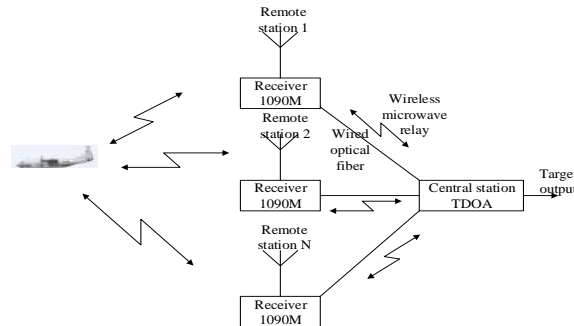 Remote
station 1
Receiver
1090M
Wireless
microwave
relay
Remote
station 2
Wired
optical
fiber
Receiver
1090M
Central station
TDOA
Target
output
Remote
station N
Receiver
1090M